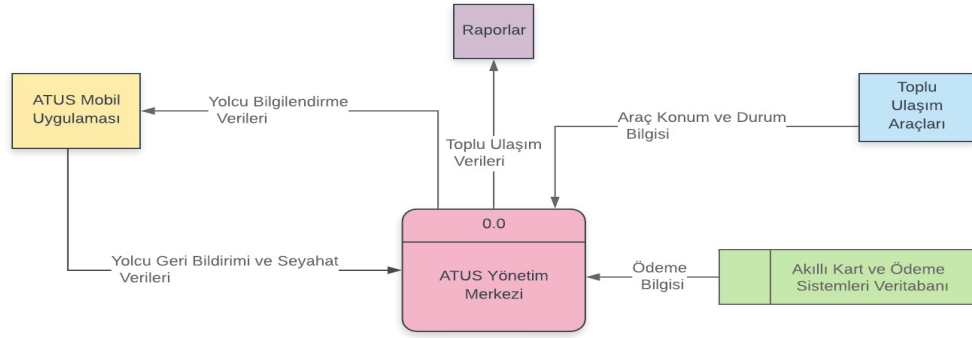 Raporlar
ATUS Mobil
Uygulaması
Yolcu Bilgilendirme
Verileri
Toplu Ulaşım
Verileri
Araç Konum ve Durum
Bilgisi
Toplu
Ulaşım
Araçları
0.0
ATUS Yönetim
Merkezi
Yolcu Geri Bildirimi ve Seyahat
Verileri
Ödeme
Bilgisi
Akıllı Kart ve Ödeme
Sistemleri Veritabanı